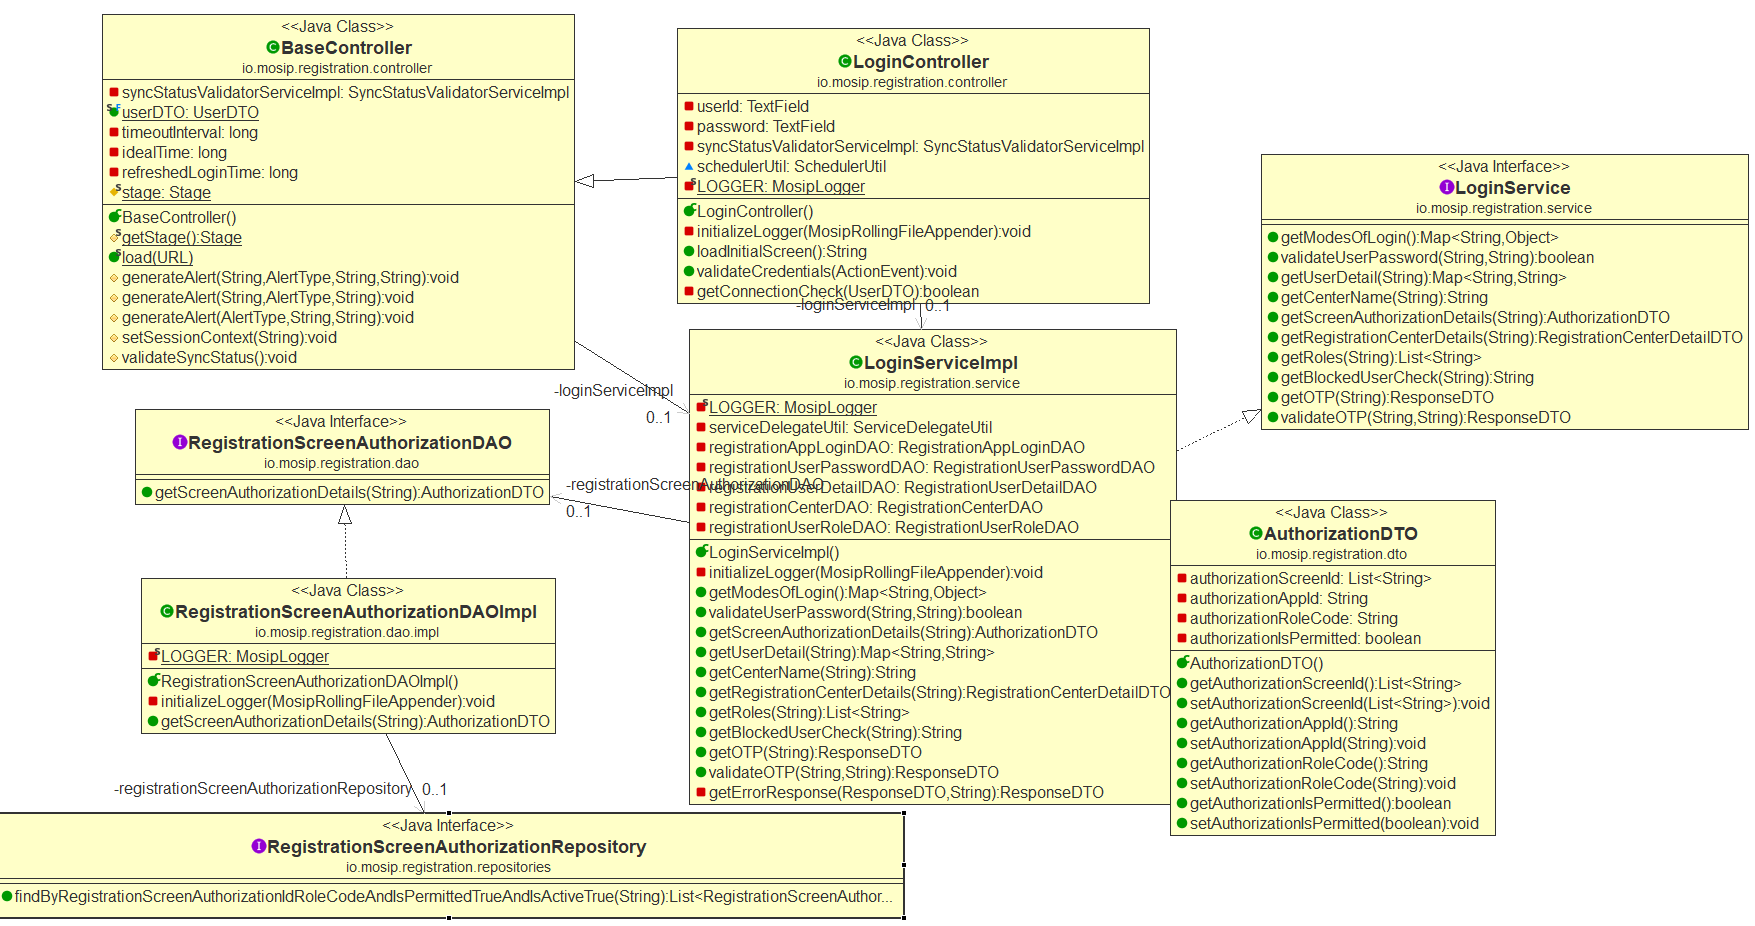 <<Java Class>>
BaseController
io.mosip.registration.controller
syncStatusValidatorServiceImpl: SyncStatusValidatorServiceImpl
userDTO: UserDTO
timeoutInterval: long
idealTime: long
refreshedLoginTime: long
stage: Stage
BaseController()
getStage():Stage
load(URL)
generateAlert(String,AlertType,String,String):void
generateAlert(String,AlertType,String):void
generateAlert(AlertType,String,String):void
setSessionContext(String):void
validateSyncStatus():void
<<Java Class>>
LoginController
io.mosip.registration.controller
userId: TextField
password: TextField
syncStatusValidatorServiceImpl: SyncStatusValidatorServiceImpl
schedulerUtil: SchedulerUtil
LOGGER: MosipLogger
LoginController()
initializeLogger(MosipRollingFileAppender):void
loadInitialScreen():String
validateCredentials(ActionEvent):void
getConnectionCheck(UserDTO):boolean
-loginServiceImpl
0..1
<<Java Interface>>
LoginService
io.mosip.registration.service
getModesOfLogin():Map<String,Object>
validateUserPassword(String,String):boolean
getUserDetail(String):Map<String,String>
getCenterName(String):String
getScreenAuthorizationDetails(String):AuthorizationDTO
getRegistrationCenterDetails(String):RegistrationCenterDetailDTO
getRoles(String):List<String>
getBlockedUserCheck(String):String
getOTP(String):ResponseDTO
validateOTP(String,String):ResponseDTO
-loginServiceImpl
0..1
<<Java Class>>
LoginServiceImpl
io.mosip.registration.service
LOGGER: MosipLogger
serviceDelegateUtil: ServiceDelegateUtil
registrationAppLoginDAO: RegistrationAppLoginDAO
registrationUserPasswordDAO: RegistrationUserPasswordDAO
registrationUserDetailDAO: RegistrationUserDetailDAO
registrationCenterDAO: RegistrationCenterDAO
registrationUserRoleDAO: RegistrationUserRoleDAO
LoginServiceImpl()
initializeLogger(MosipRollingFileAppender):void
getModesOfLogin():Map<String,Object>
validateUserPassword(String,String):boolean
getScreenAuthorizationDetails(String):AuthorizationDTO
getUserDetail(String):Map<String,String>
getCenterName(String):String
getRegistrationCenterDetails(String):RegistrationCenterDetailDTO
getRoles(String):List<String>
getBlockedUserCheck(String):String
getOTP(String):ResponseDTO
validateOTP(String,String):ResponseDTO
getErrorResponse(ResponseDTO,String):ResponseDTO
<<Java Interface>>
RegistrationScreenAuthorizationDAO
io.mosip.registration.dao
getScreenAuthorizationDetails(String):AuthorizationDTO
-registrationScreenAuthorizationDAO
0..1
<<Java Class>>
AuthorizationDTO
io.mosip.registration.dto
authorizationScreenId: List<String>
authorizationAppId: String
authorizationRoleCode: String
authorizationIsPermitted: boolean
AuthorizationDTO()
getAuthorizationScreenId():List<String>
setAuthorizationScreenId(List<String>):void
getAuthorizationAppId():String
setAuthorizationAppId(String):void
getAuthorizationRoleCode():String
setAuthorizationRoleCode(String):void
getAuthorizationIsPermitted():boolean
setAuthorizationIsPermitted(boolean):void
<<Java Class>>
RegistrationScreenAuthorizationDAOImpl
io.mosip.registration.dao.impl
LOGGER: MosipLogger
RegistrationScreenAuthorizationDAOImpl()
initializeLogger(MosipRollingFileAppender):void
getScreenAuthorizationDetails(String):AuthorizationDTO
-registrationScreenAuthorizationRepository
0..1
<<Java Interface>>
RegistrationScreenAuthorizationRepository
io.mosip.registration.repositories
findByRegistrationScreenAuthorizationIdRoleCodeAndIsPermittedTrueAndIsActiveTrue(String):List<RegistrationScreenAuthor...